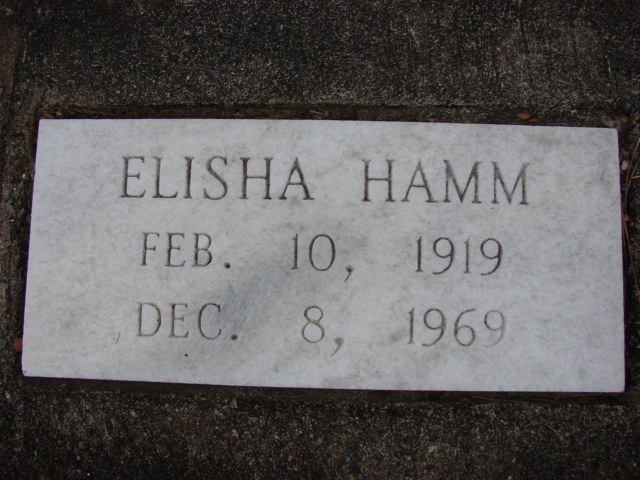 ELISHA HAMM
FEB. 10, 1919
DEC. 8, 1969